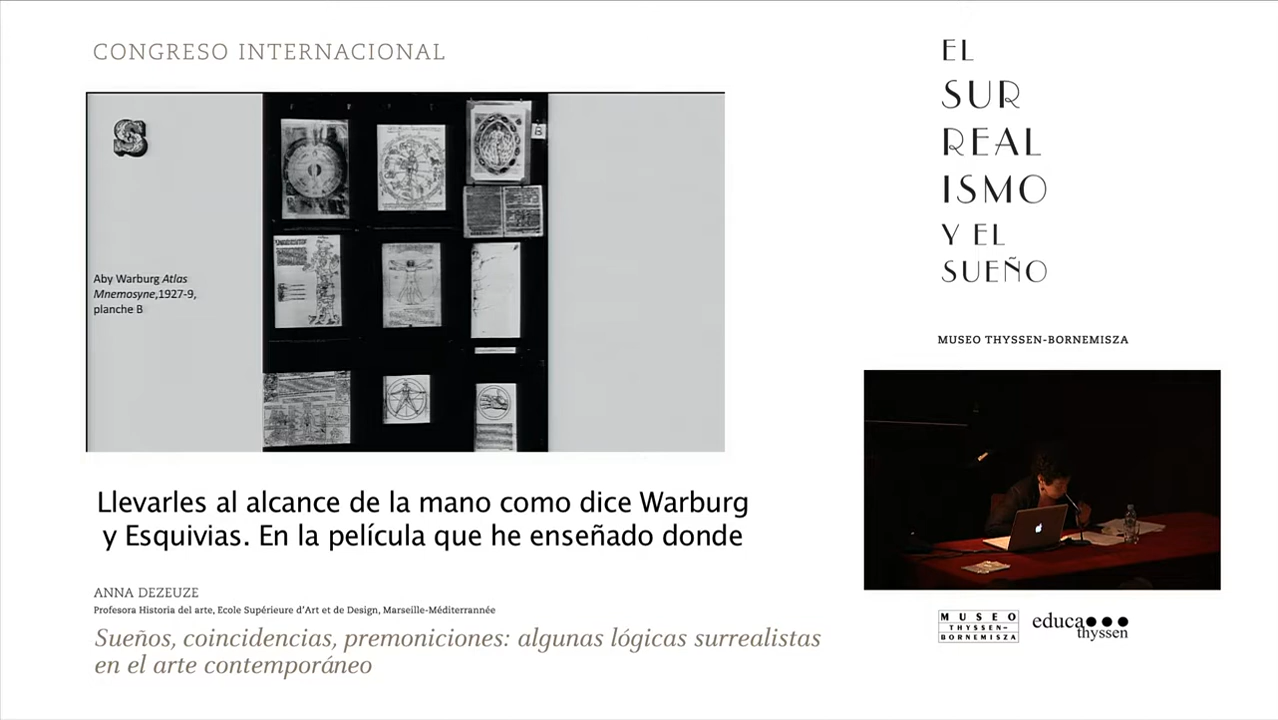 CONGRESO INTERNACIONAL
EL
SUR
REAL
ISMO
Y EL
SUEÑO
B
Aby Warburg Atlas
Mnemosyne,1927-9,
planche B
MUSEO THYSSEN-BORNEMISZA
Llevarles al alcance de la mano como dice Warburg
y Esquivias. En la película que he enseñado donde
ANNA DEZEUZE
Profesora Historia del arte, Ecole Supérieure d'Art et de Design, Marseille-Méditerrannée
Sueños, coincidencias, premoniciones: algunas lógicas surrealistas
en el arte contemporáneo
MUSEO
THYSSEN-
BORNEMISZA
educa
thyssen